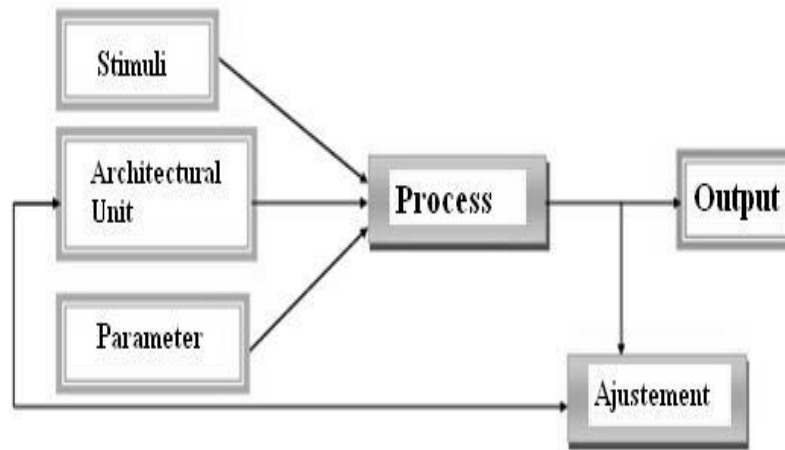 Stimuli
Architectural
Unit
Process
Output
Parameter
Ajustement